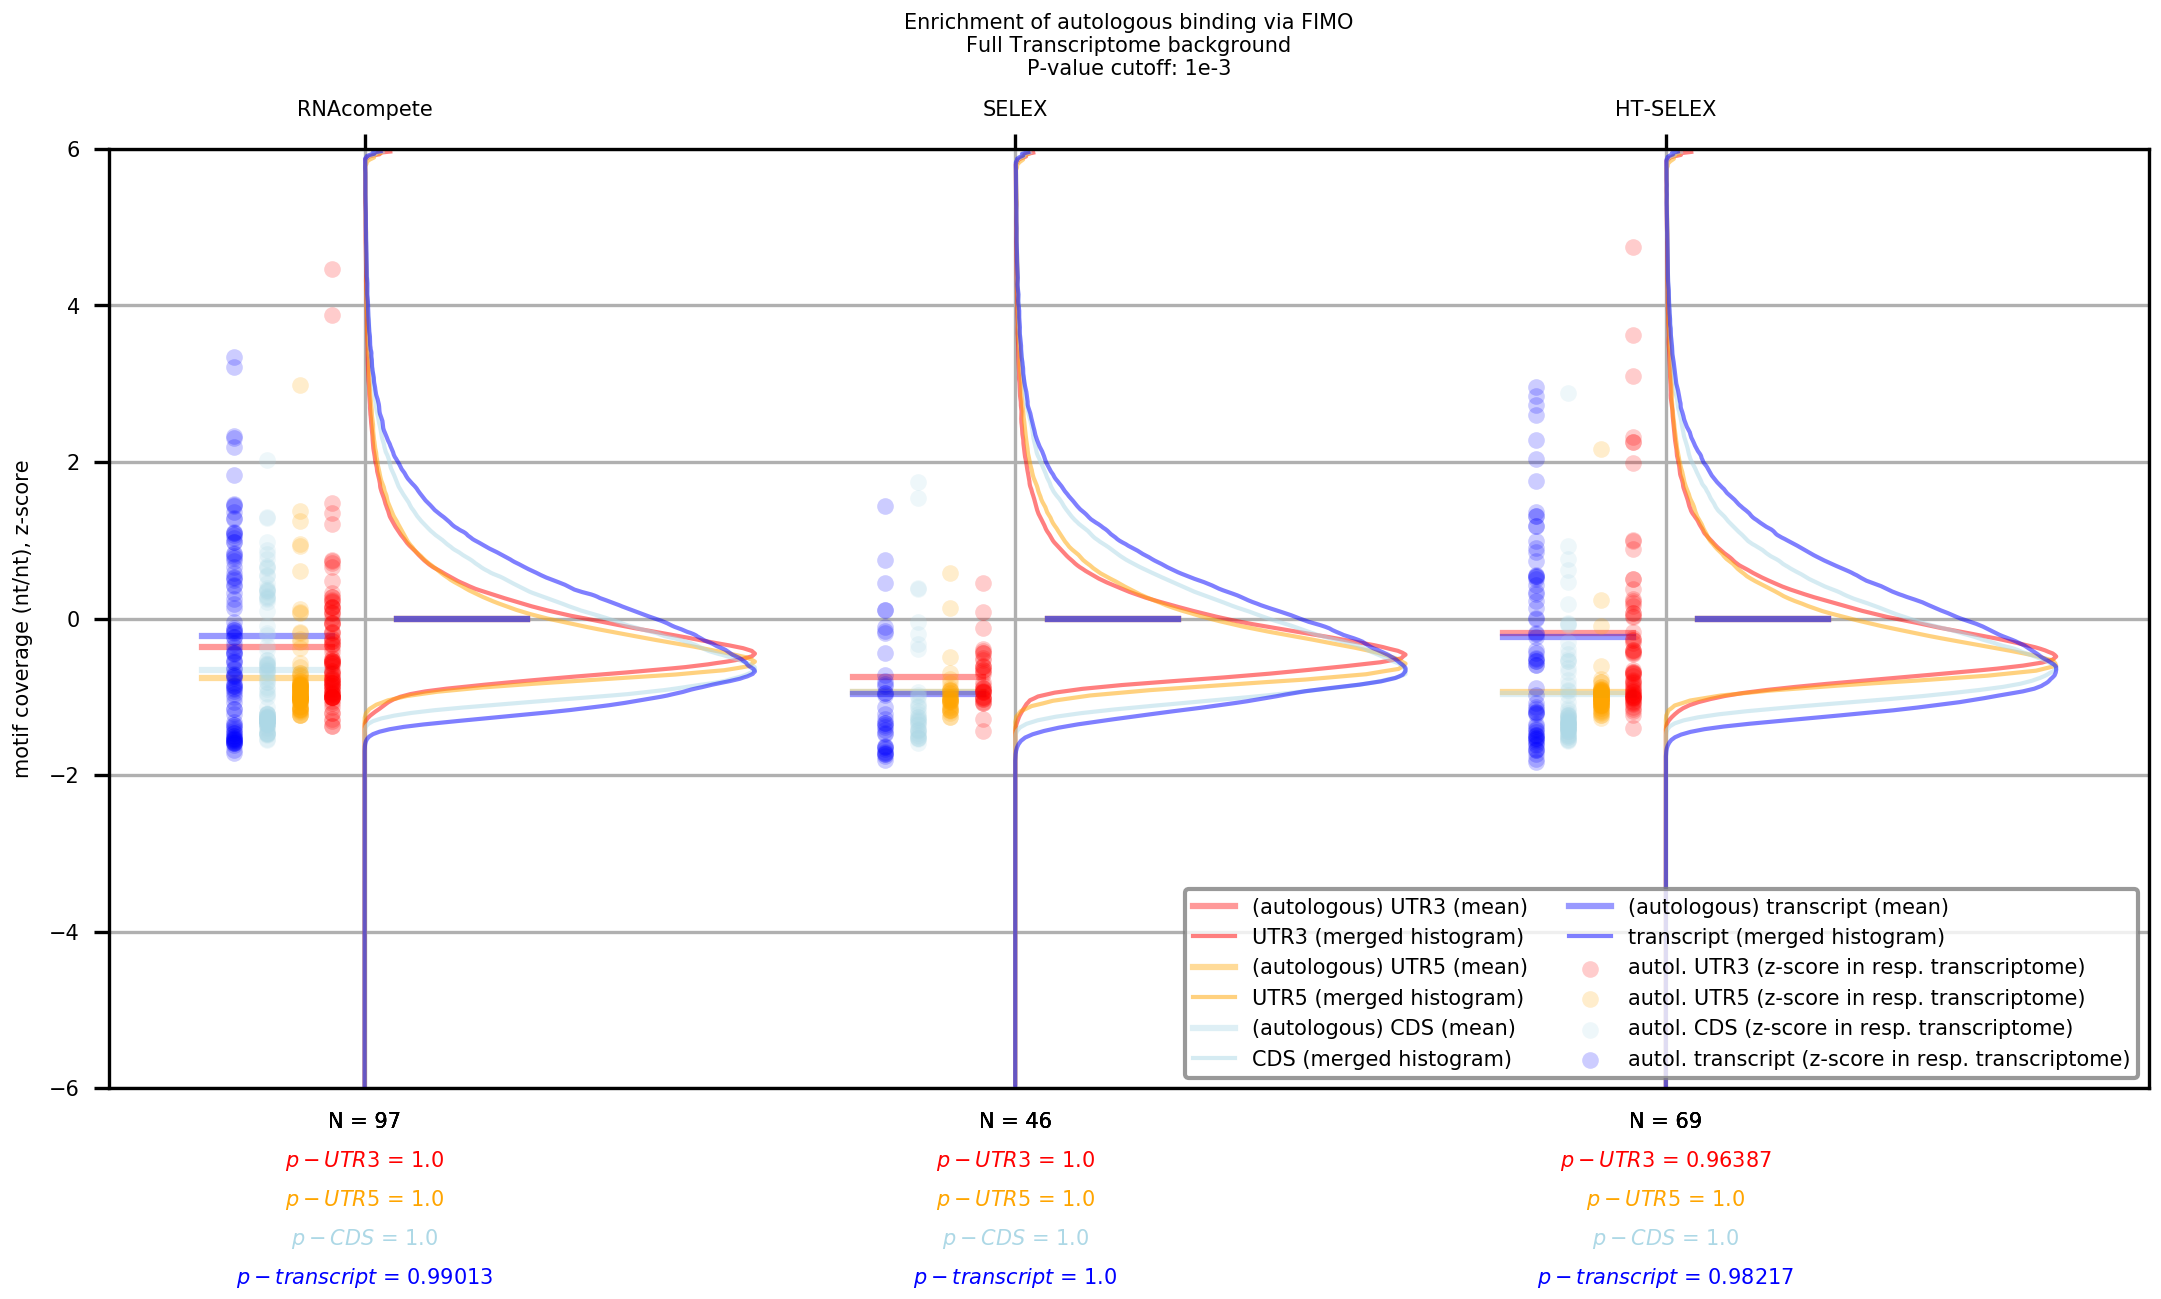 Enrichment of autologous binding via FIMO
Full Transcriptome background
P-value cutoff: 1e-3
RNAcompete SELEX HT-SELEX
motif coverage (nt/nt), z-score
6
4
2
0
−2
−4
−6
(autologous) UTR3 (mean)
UTR3 (merged histogram)
(autologous) UTR5 (mean)
UTR5 (merged histogram)
(autologous) CDS (mean)
CDS (merged histogram)
(autologous) transcript (mean)
transcript (merged histogram)
autol. UTR3 (z-score in resp. transcriptome)
autol. UTR5 (z-score in resp. transcriptome)
autol. CDS (z-score in resp. transcriptome)
autol. transcript (z-score in resp. transcriptome)
N = 97 N = 46 N = 69
p − UTR3 = 1.0 p − UTR3 = 1.0 p − UTR3 = 0.96387
p − UTR5 = 1.0 p − UTR5 = 1.0 p − UTR5 = 1.0
p − CDS = 1.0 p − CDS = 1.0 p − CDS = 1.0
p − transcript = 0.99013 p − transcript = 1.0 p − transcript = 0.98217